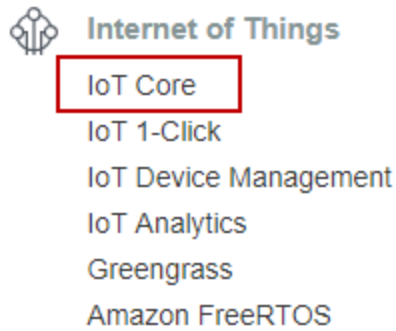 Internet of Things
IoT Core
IoT 1-Click
IoT Device Management
IoT Analytics
Greengrass
Amazon FreeRTOS